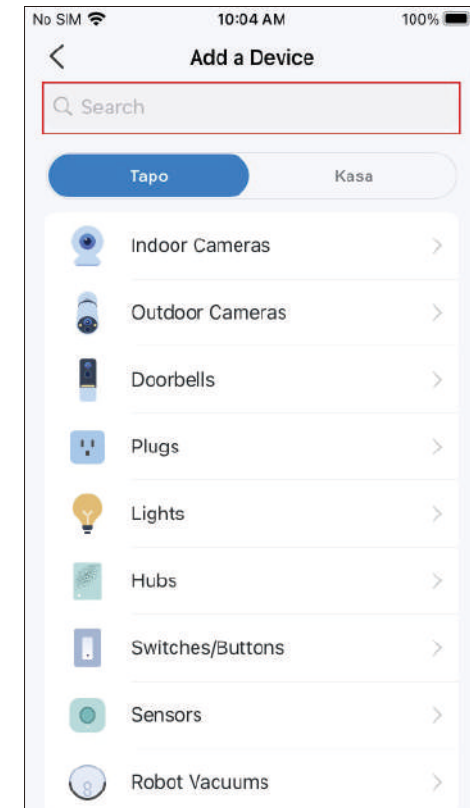 No SIM 10:04 AM 100%
Add a Device
Search
Tapo Kasa
Indoor Cameras
Outdoor Cameras
Doorbells
Plugs
Lights
Hubs
Switches/Buttons
Sensors
Robot Vacuums